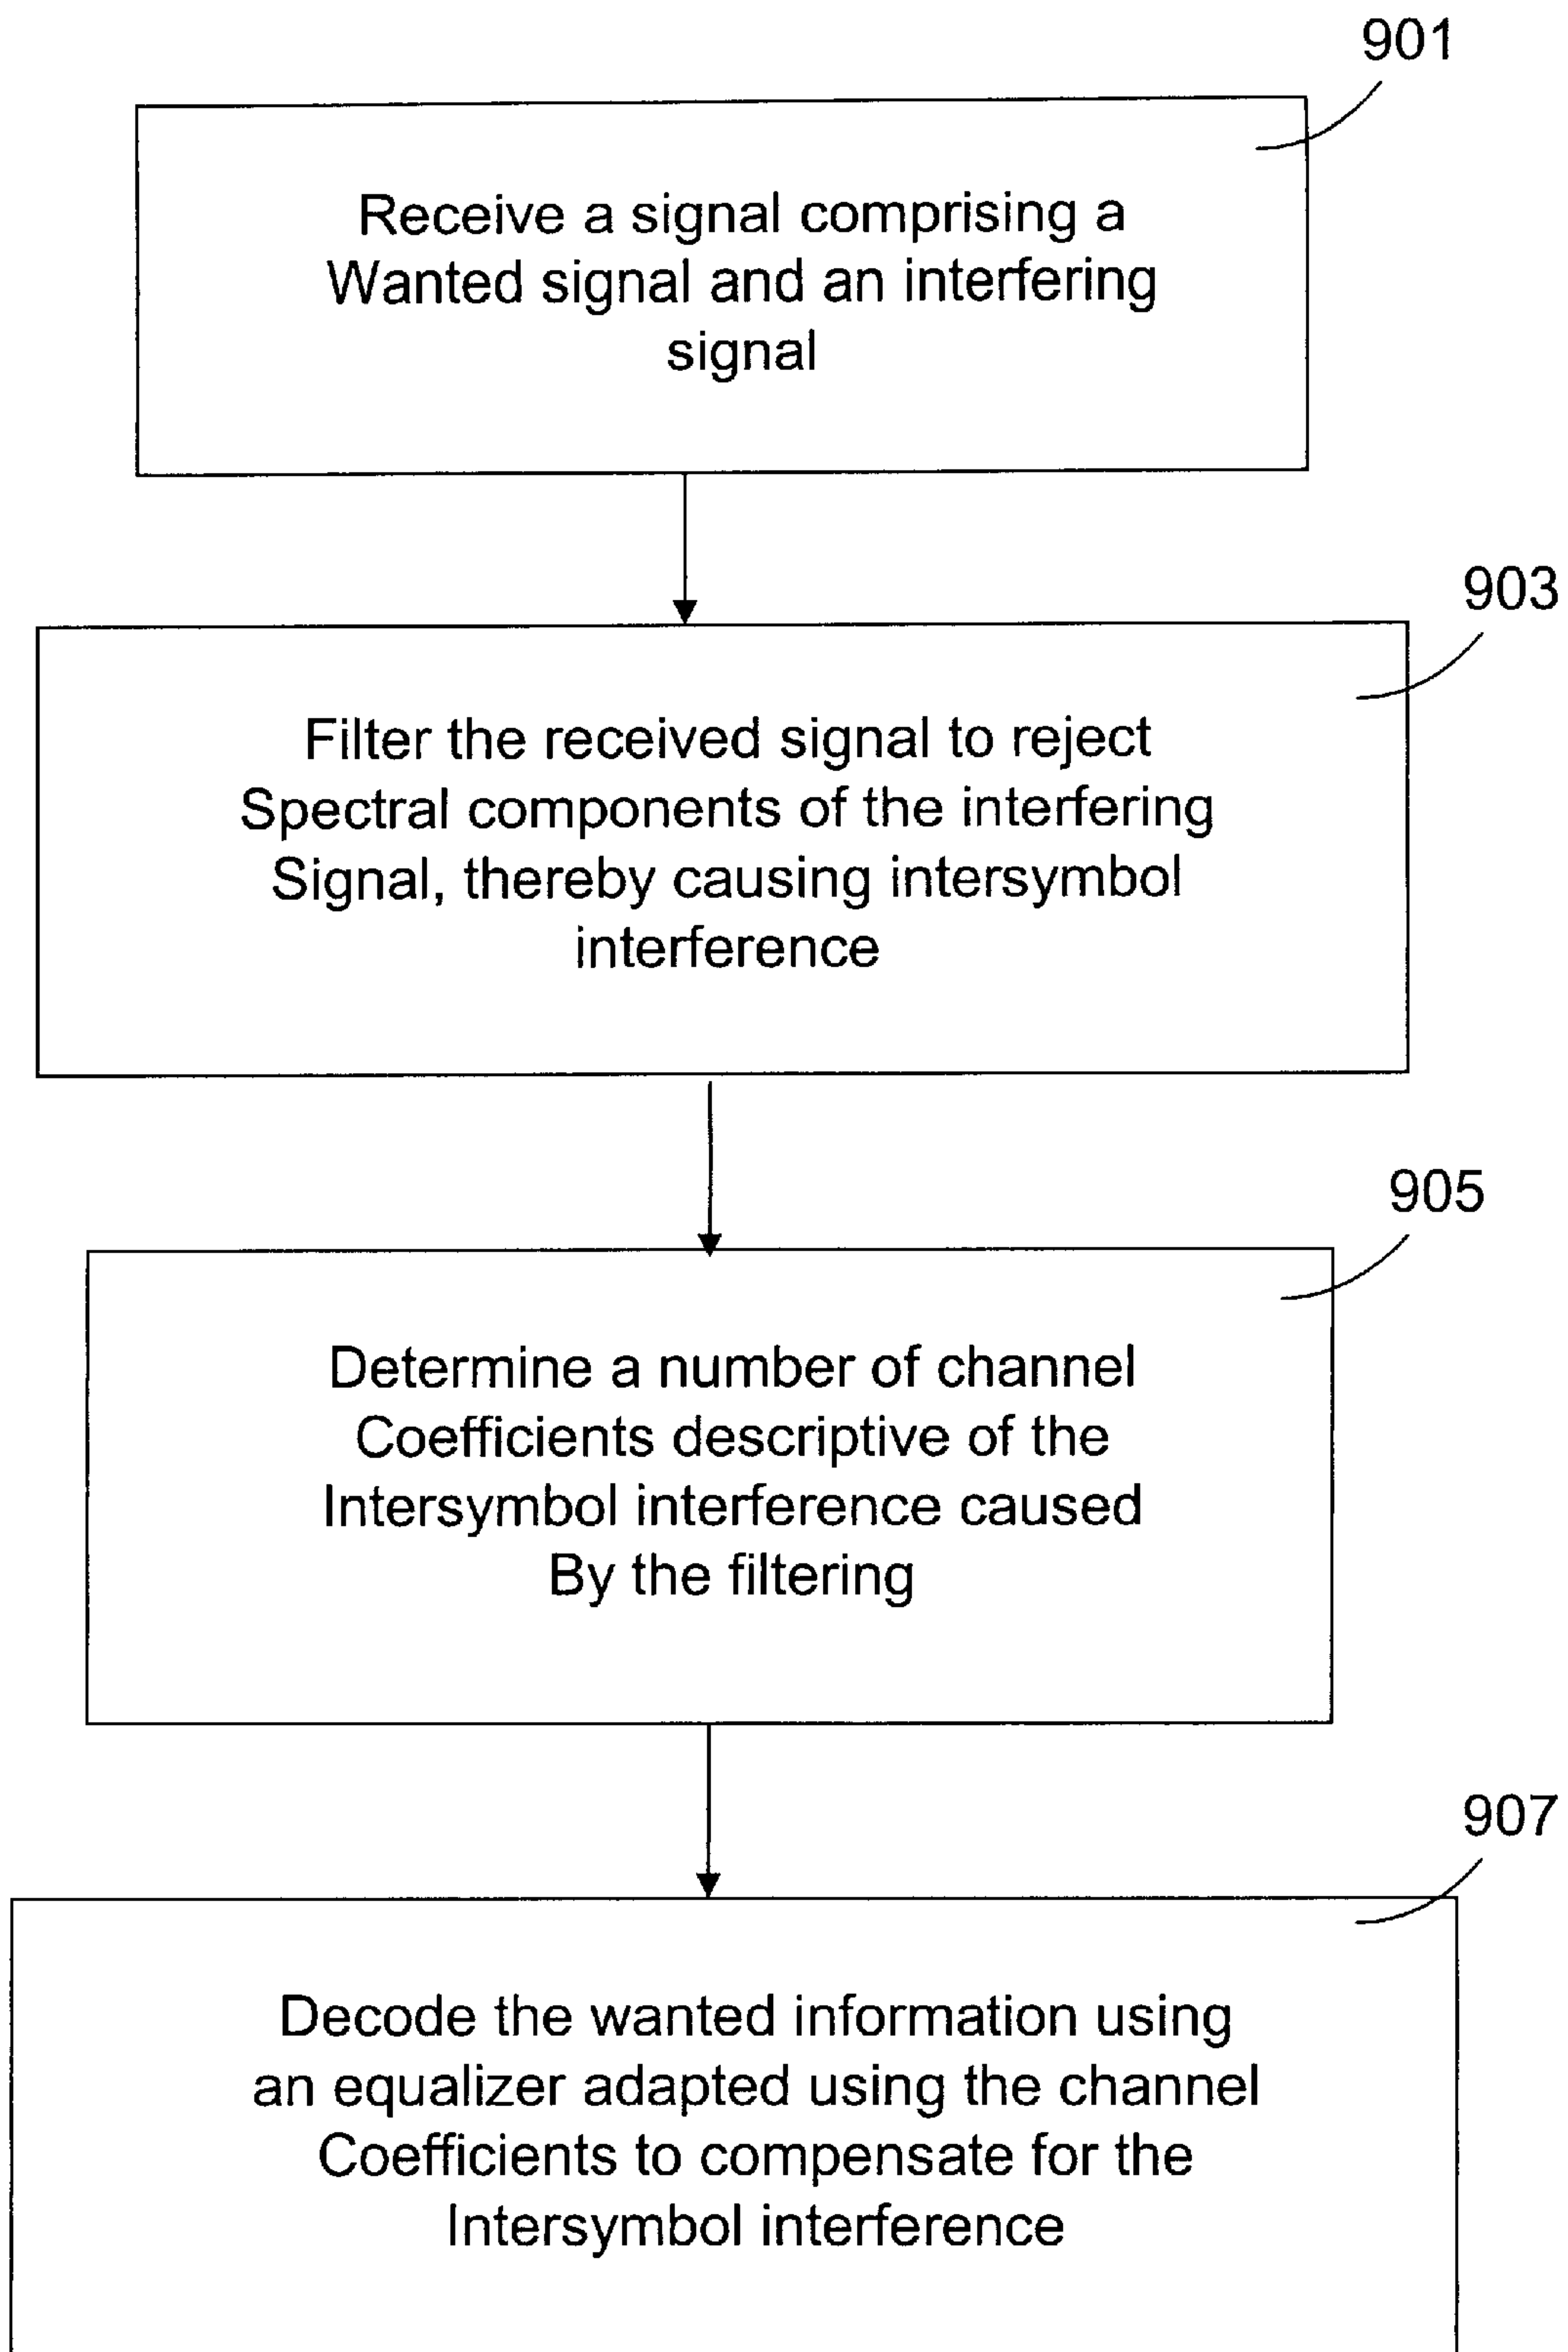 901
Receive a signal comprising a
Wanted signal and an interfering
signal
903
Filter the received signal to reject
Spectral components of the interfering
Signal, thereby causing intersymbol
interference
905
Determine a number of channel
Coefficients descriptive of the
Intersymbol interference caused
By the filtering
907
Decode the wanted information using
an equalizer adapted using the channel
Coefficients to compensate for the
Intersymbol interference